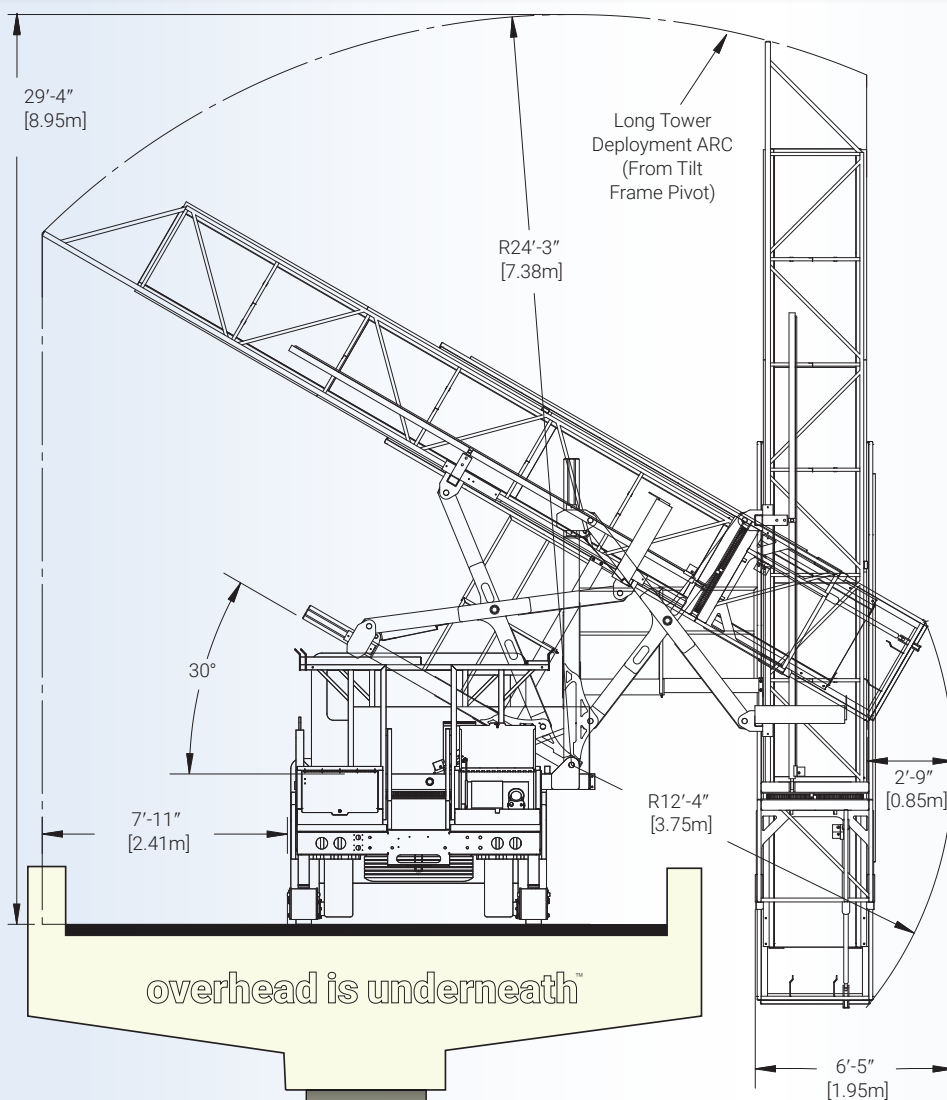 29'-4"
[8.95m]
Long Tower
Deployment ARC
(From Tilt
Frame Pivot)
R24'-3"
[7.38m]
30°
7'-11"
[2.41m]
R12'-4"
[3.75m]
2'-9"
[0.85m]
overhead is underneath™
6'-5"
[1.95m]